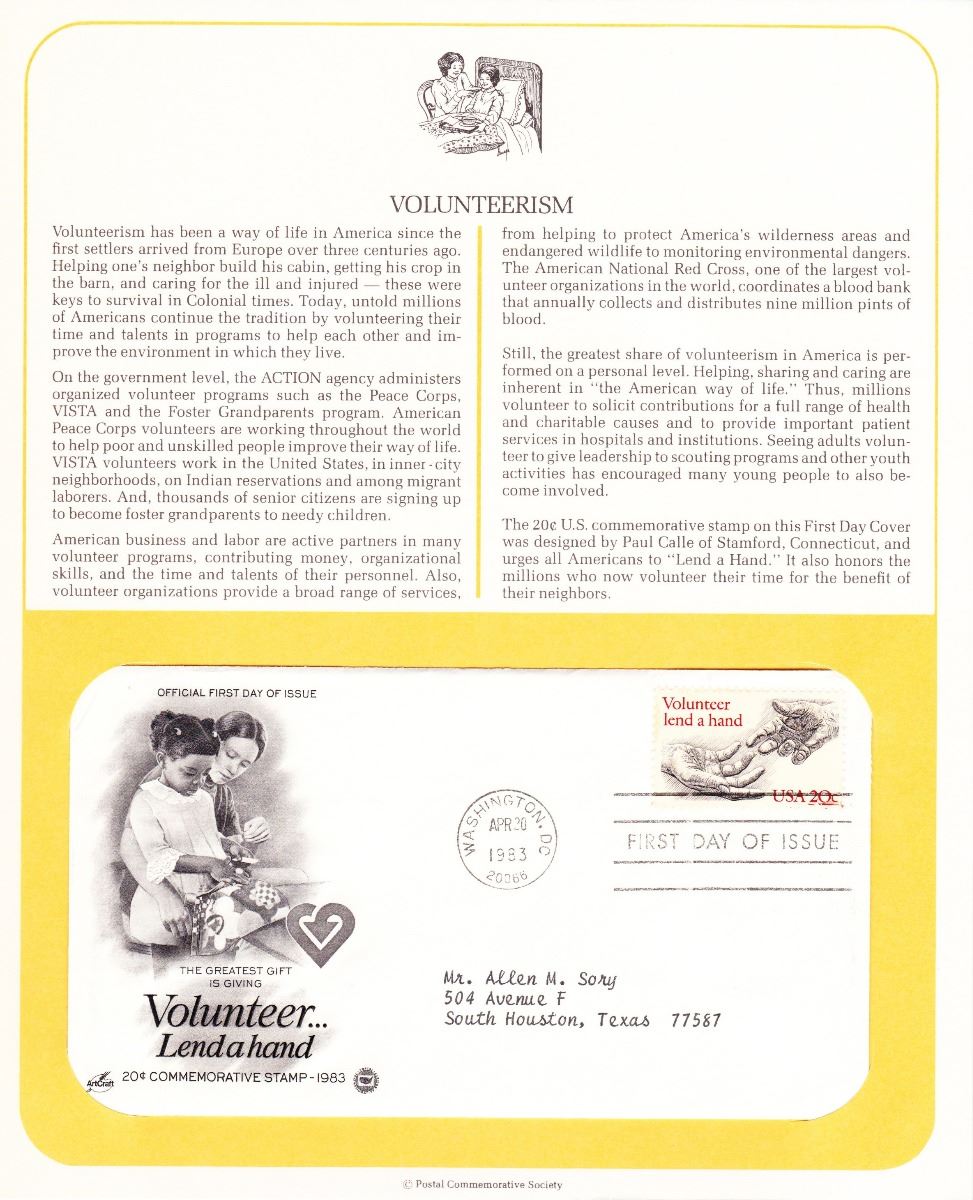 VOLUNTEERISM
Volunteerism has been a way of life in America since the
first settlers arrived from Europe over three centuries ago.
Helping one's neighbor build his cabin, getting his crop in
the barn, and caring for the ill and injured — these were
keys to survival in Colonial times. Today, untold millions
of Americans continue the tradition by volunteering their
time and talents in programs to help each other and im-
prove the environment in which they live.
On the government level, the ACTION agency administers
organized volunteer programs such as the Peace Corps,
VISTA and the Foster Grandparents program. American
Peace Corps volunteers are working throughout the world
to help poor and unskilled people improve their way of life.
VISTA volunteers work in the United States, in inner-city
neighborhoods, on Indian reservations and among migrant
laborers. And, thousands of senior citizens are signing up
to become foster grandparents to needy children.
American business and labor are active partners in many
volunteer programs, contributing money, organizational
skills, and the time and talents of their personnel. Also,
volunteer organizations provide a broad range of services,
from helping to protect America's wilderness areas and
endangered wildlife to monitoring environmental dangers.
The American National Red Cross, one of the largest vol-
unteer organizations in the world, coordinates a blood bank
that annually collects and distributes nine million pints of
blood.
Still, the greatest share of volunteerism in America is per-
formed on a personal level. Helping, sharing and caring are
inherent in "the American way of life." Thus, millions
volunteer to solicit contributions for a full range of health
and charitable causes and to provide important patient
services in hospitals and institutions. Seeing adults volun-
teer to give leadership to scouting programs and other youth
activities has encouraged many young people to also be-
come involved.
The 20¢ U.S. commemorative stamp on this First Day Cover
was designed by Paul Calle of Stamford, Connecticut, and
urges all Americans to "Lend a Hand." It also honors the
millions who now volunteer their time for the benefit of
their neighbors.
OFFICIAL FIRST DAY OF ISSUE
Volunteer
lend a hand
USA 20c
WASHINGTON, DC
APR 20
1983
20066
FIRST DAY OF ISSUE
THE GREATEST GIFT
IS GIVING
Volunteer...
Lend a hand
ArtCraft 20¢ COMMEMORATIVE STAMP-1983
Mr. Allen M. Sory
504 Avenue F
South Houston, Texas 77587
© Postal Commemorative Society